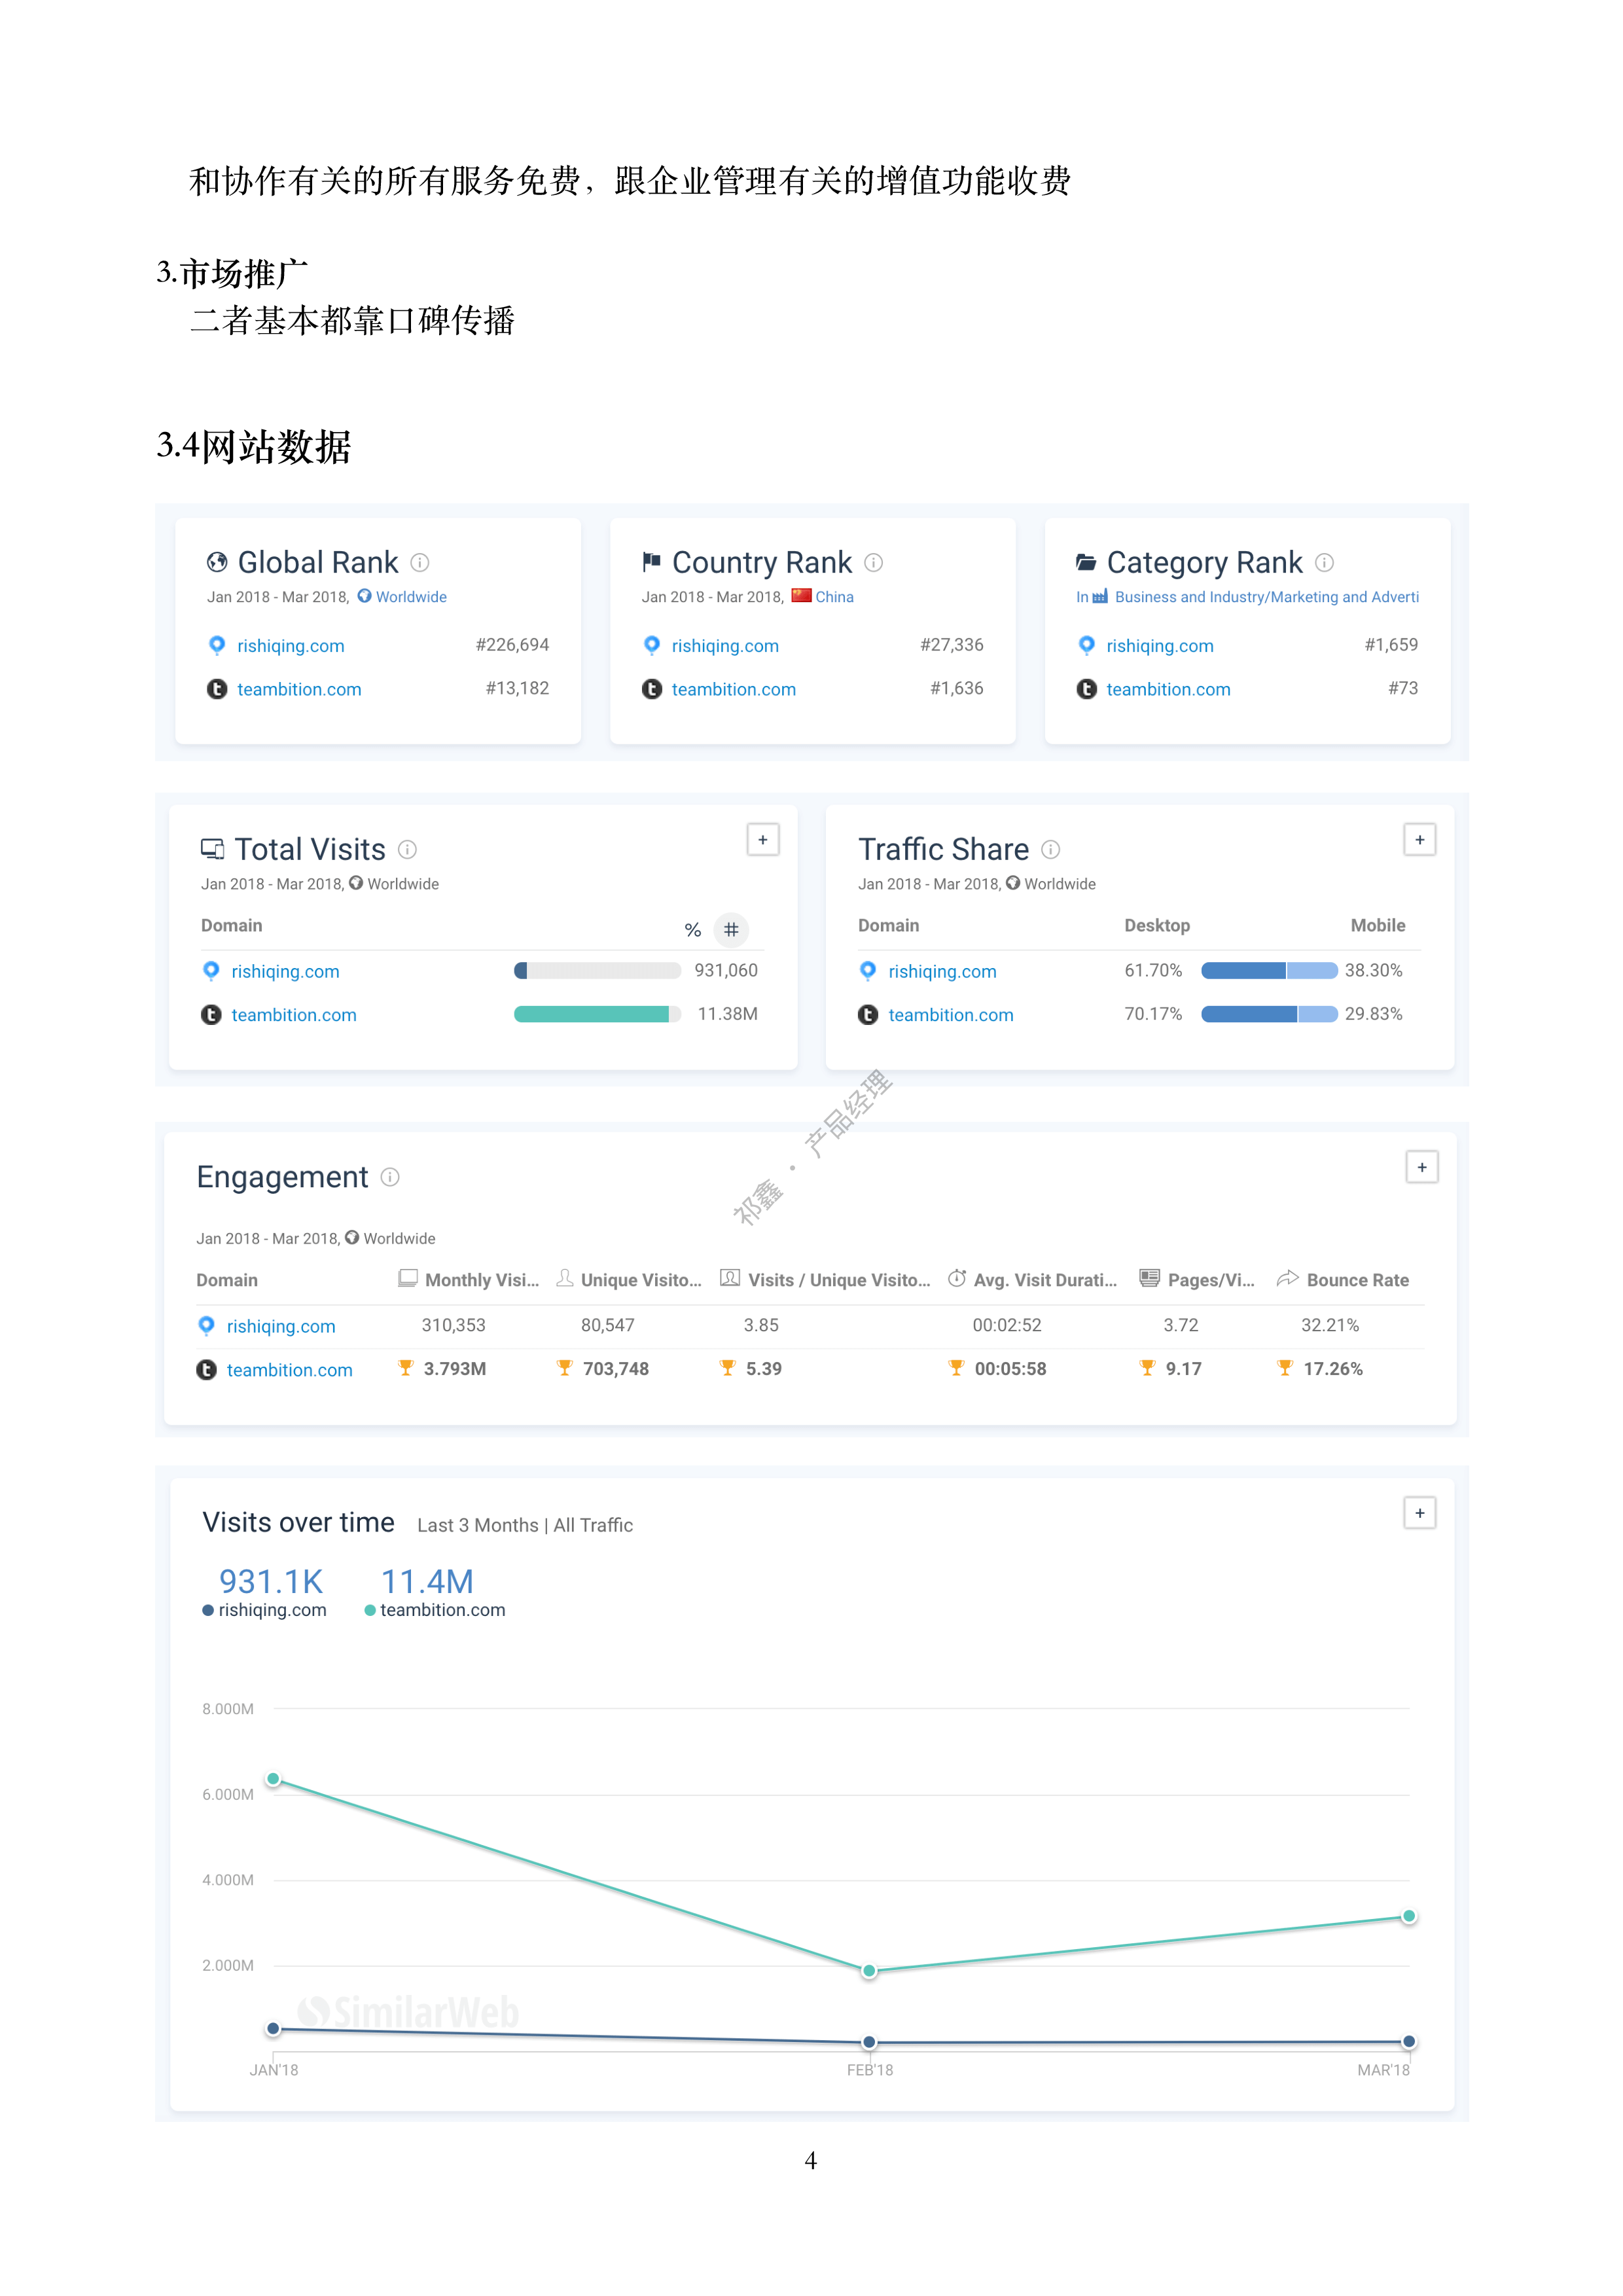 和协作有关的所有服务免费，跟企业管理有关的增值功能收费
3.市场推广
二者基本都靠口碑传播
3.4网站数据
Global Rank
Jan 2018 - Mar 2018, Worldwide
rishiqing.com #226,694
teambition.com #13,182
Country Rank
Jan 2018 - Mar 2018, China
rishiqing.com #27,336
teambition.com #1,636
Category Rank
In Business and Industry/Marketing and Adverti
rishiqing.com #1,659
teambition.com #73
Total Visits +
Jan 2018 - Mar 2018, Worldwide
Domain % #
rishiqing.com 931,060
teambition.com 11.38M
Traffic Share +
Jan 2018 - Mar 2018, Worldwide
Domain Desktop Mobile
rishiqing.com 61.70% 38.30%
teambition.com 70.17% 29.83%
祁鑫 · 产品经理
Engagement +
Jan 2018 - Mar 2018, Worldwide
Domain Monthly Visi... Unique Visito... Visits / Unique Visito... Avg. Visit Durati... Pages/Vi... Bounce Rate
rishiqing.com 310,353 80,547 3.85 00:02:52 3.72 32.21%
teambition.com 3.793M 703,748 5.39 00:05:58 9.17 17.26%
Visits over time Last 3 Months | All Traffic +
931.1K 11.4M
rishiqing.com teambition.com
8.000M
6.000M
4.000M
2.000M
SimilarWeb
JAN'18 FEB'18 MAR'18
4